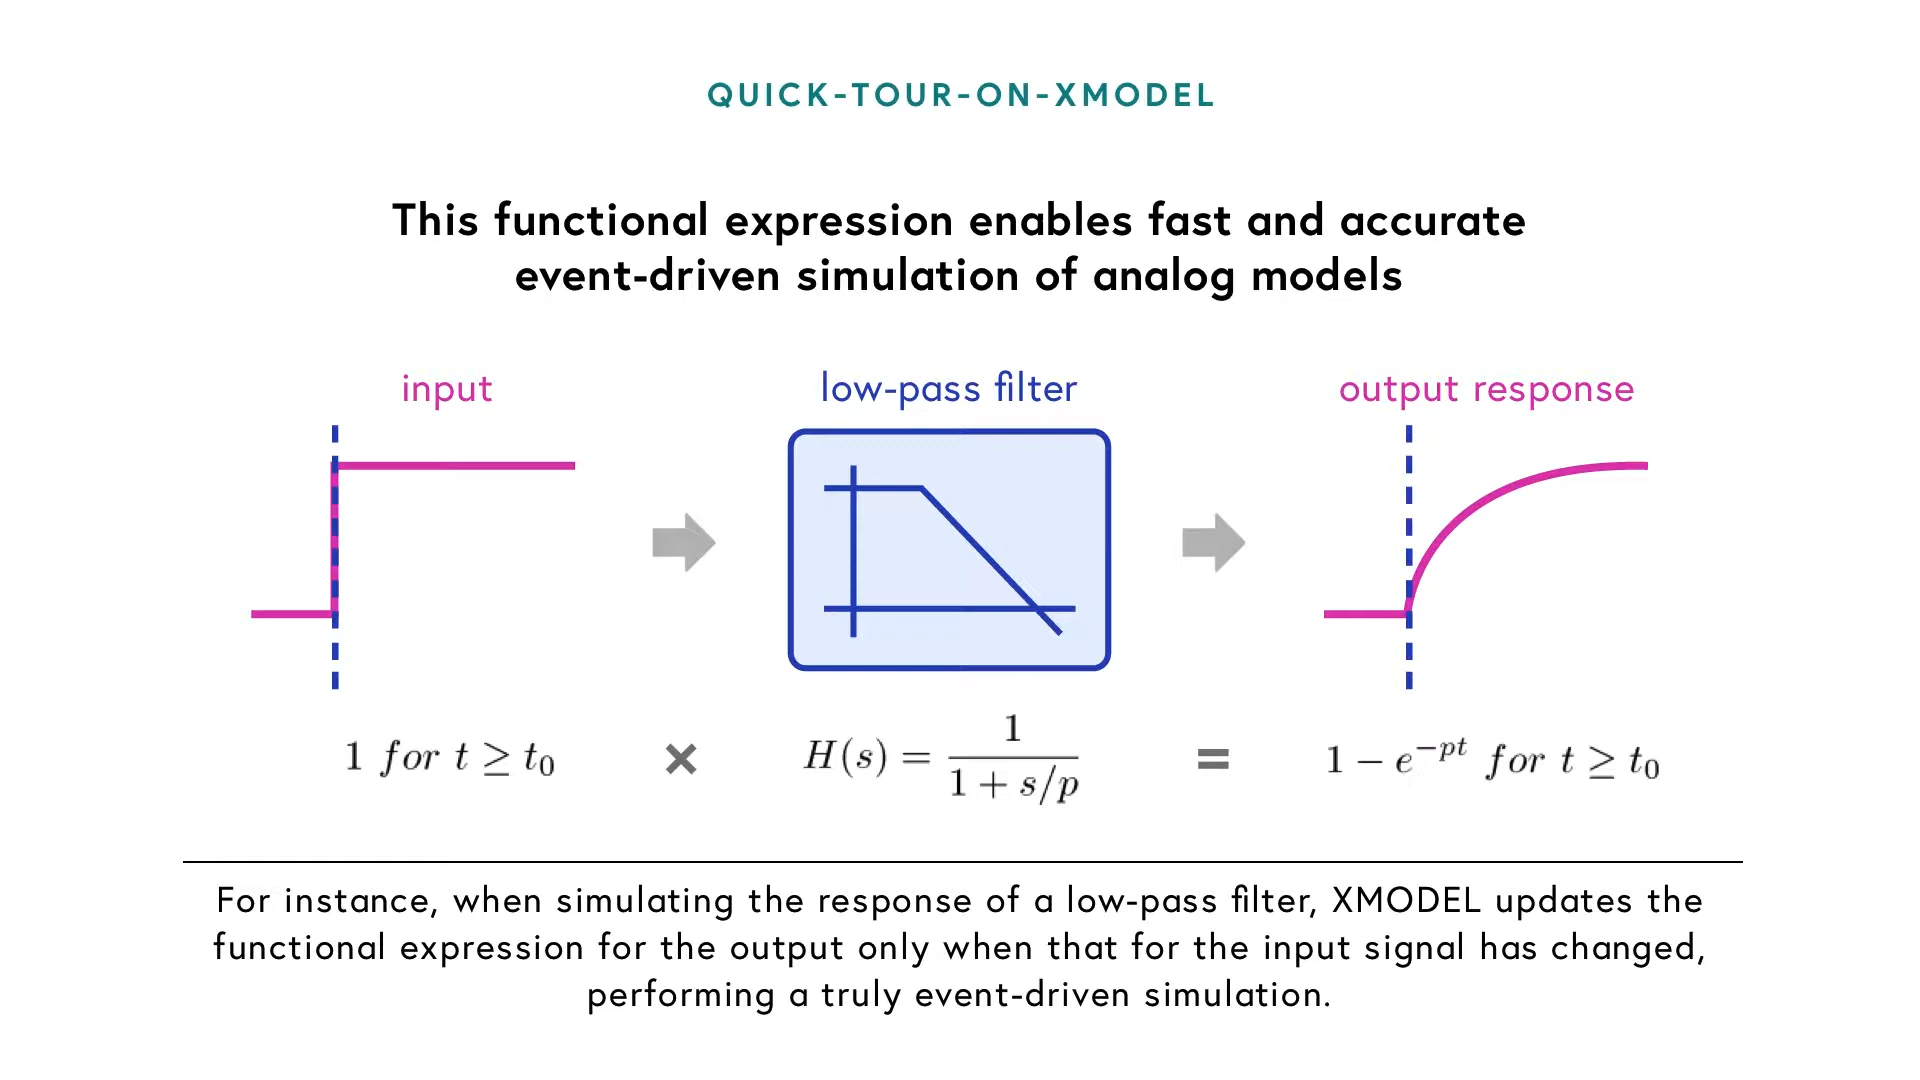 QUICK-TOUR-ON-XMODEL
This functional expression enables fast and accurate
event-driven simulation of analog models
input
low-pass filter
output response
1 for t ≥ t₀
×
H(s) = 1 / (1 + s/p)
=
1 − e^{−pt} for t ≥ t₀
For instance, when simulating the response of a low-pass filter, XMODEL updates the
functional expression for the output only when that for the input signal has changed,
performing a truly event-driven simulation.